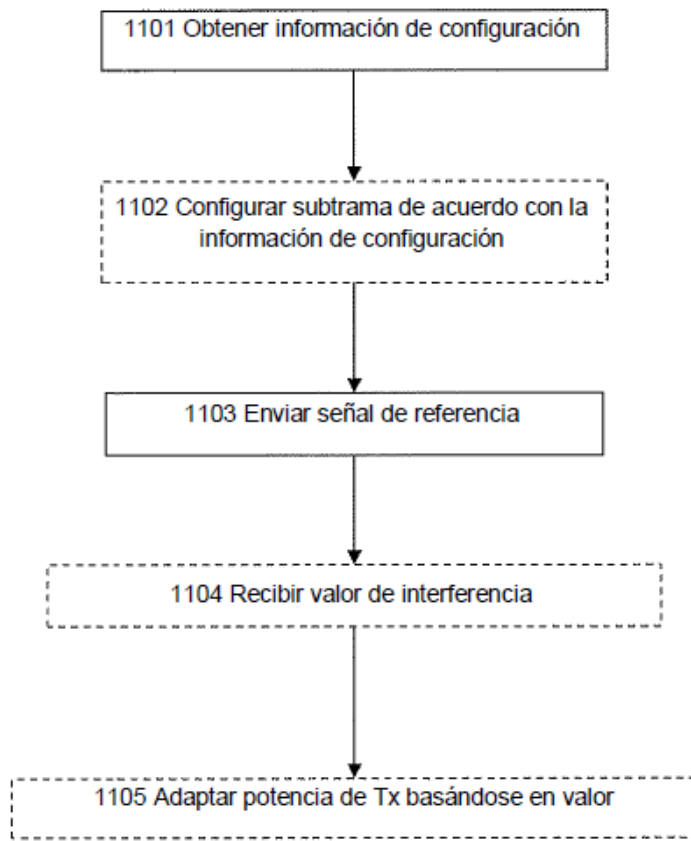 1101 Obtener información de configuración
1102 Configurar subtrama de acuerdo con la
información de configuración
1103 Enviar señal de referencia
1104 Recibir valor de interferencia
1105 Adaptar potencia de Tx basándose en valor